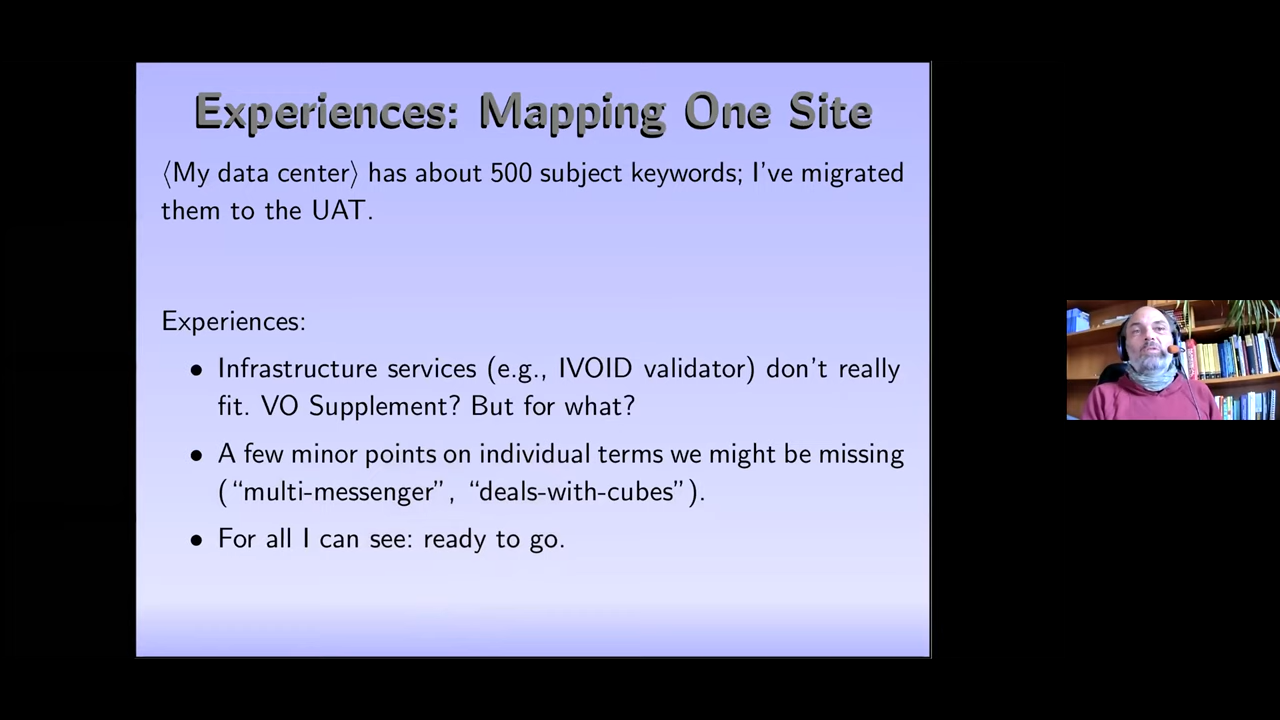 Experiences: Mapping One Site
⟨My data center⟩ has about 500 subject keywords; I've migrated
them to the UAT.
Experiences:
• Infrastructure services (e.g., IVOID validator) don't really
fit. VO Supplement? But for what?
• A few minor points on individual terms we might be missing
(“multi-messenger”, “deals-with-cubes”).
• For all I can see: ready to go.